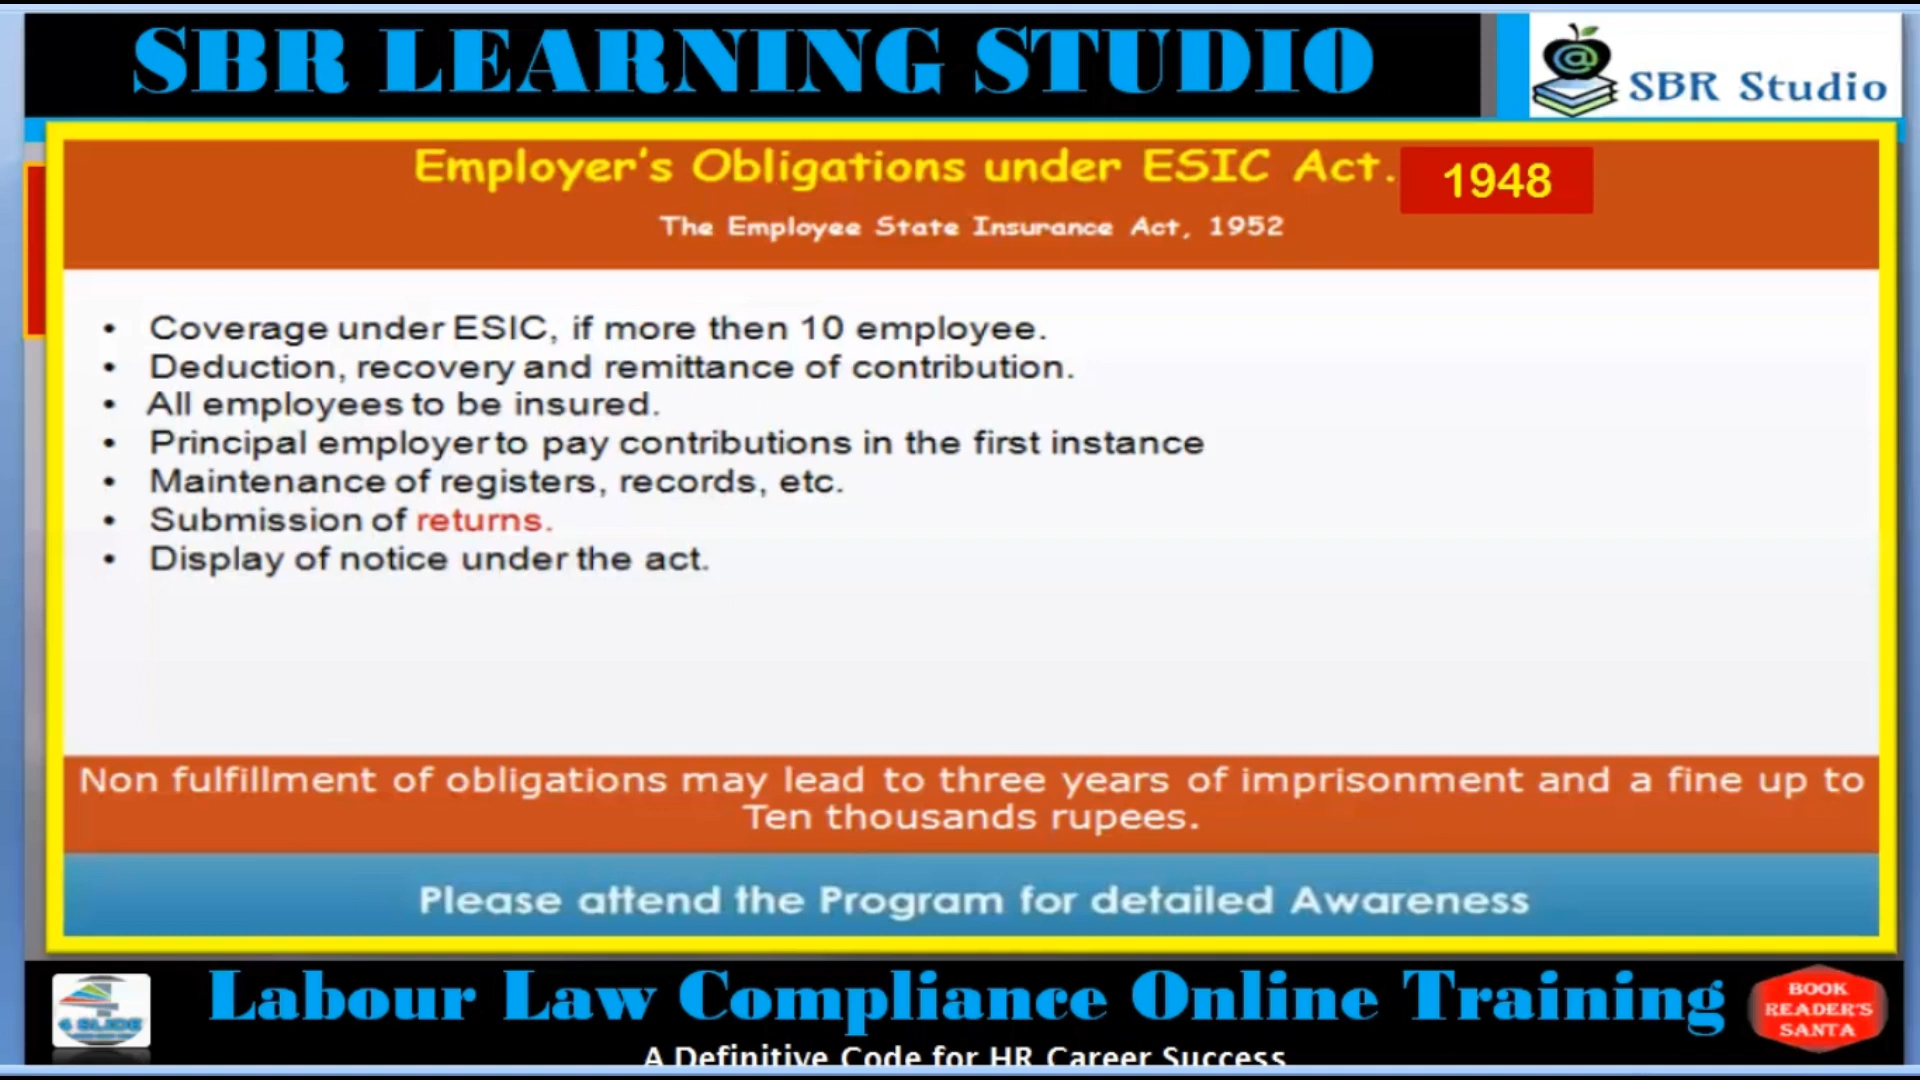 SBR LEARNING STUDIO
SBR Studio
Employer's Obligations under ESIC Act. 1948
The Employee State Insurance Act, 1952
• Coverage under ESIC, if more then 10 employee.
• Deduction, recovery and remittance of contribution.
• All employees to be insured.
• Principal employer to pay contributions in the first instance
• Maintenance of registers, records, etc.
• Submission of returns.
• Display of notice under the act.
Non fulfillment of obligations may lead to three years of imprisonment and a fine up to
Ten thousands rupees.
Please attend the Program for detailed Awareness
4 SLIDE
Labour Law Compliance Online Training
BOOK
READER'S
SANTA
A Definitive Code for HR Career Success